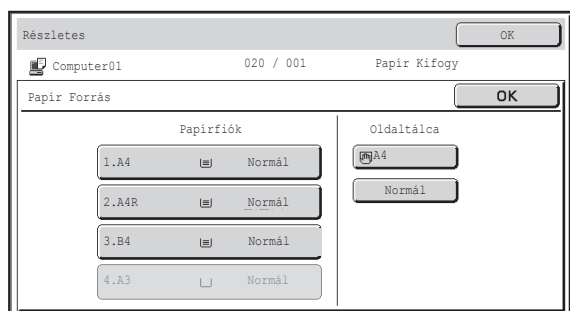 Részletes OK
Computer01 020 / 001 Papír Kifogy
Papír Forrás OK
Papírfiók Oldaltálca
1.A4 Normál A4
2.A4R Normál Normál
3.B4 Normál
4.A3 Normál